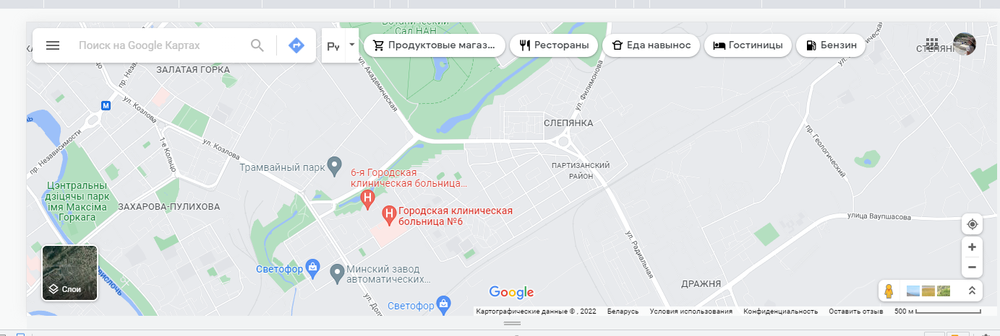 Ботанический
Сад НАН
Поиск на Google Картах
Ру
Продуктовые магаз...
Рестораны
Еда навынос
Гостиницы
Бензин
ЗАЛАТАЯ ГОРКА
пр. Независимости
ул. Козлова
ул. Академическая
ул. Филимонова
СЛЕПЯНКА
пр. Геологический
1-е Кольцо
ул. Козлова
пр. Независимости
Трамвайный парк
6-я Городская
клиническая больница...
ПАРТИЗАНСКИЙ
РАЙОН
Цэнтральны
дзіцячы парк
імя Максіма
Горкага
ЗАХАРОВА-ПУЛИХОВА
Городская клиническая
больница №6
улица Ваупшасова
ул. Радиальная
Светофор
Минский завод
автоматических...
Свислочь
Слои
ДРАЖНЯ
Светофор
Google
Картографические данные © , 2022 Беларусь Условия использования Конфиденциальность Оставить отзыв 500 м